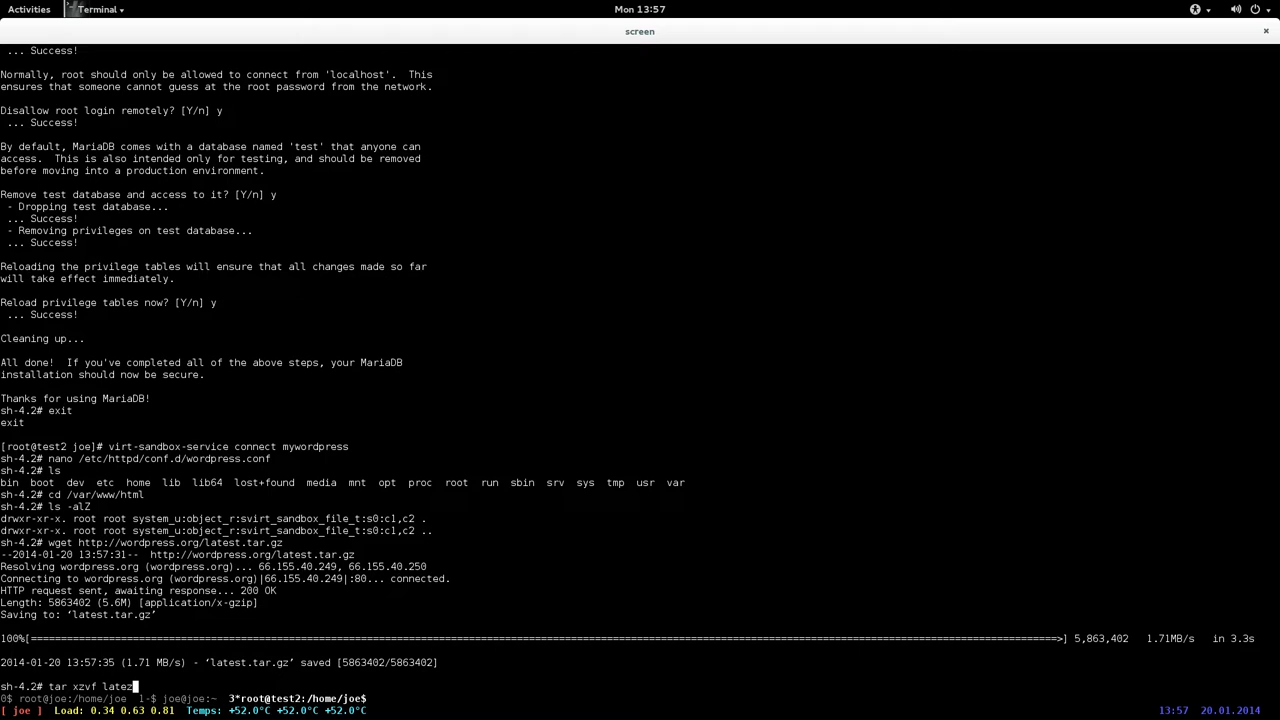 Activities Terminal Mon 13:57
screen ×
... Success!
Normally, root should only be allowed to connect from 'localhost'.  This
ensures that someone cannot guess at the root password from the network.
Disallow root login remotely? [Y/n] y
... Success!
By default, MariaDB comes with a database named 'test' that anyone can
access.  This is also intended only for testing, and should be removed
before moving into a production environment.
Remove test database and access to it? [Y/n] y
- Dropping test database...
... Success!
- Removing privileges on test database...
... Success!
Reloading the privilege tables will ensure that all changes made so far
will take effect immediately.
Reload privilege tables now? [Y/n] y
... Success!
Cleaning up...
All done!  If you've completed all of the above steps, your MariaDB
installation should now be secure.
Thanks for using MariaDB!
sh-4.2# exit
exit
[root@test2 joe]# virt-sandbox-service connect mywordpress
sh-4.2# nano /etc/httpd/conf.d/wordpress.conf
sh-4.2# ls
bin  boot  dev  etc  home  lib  lib64  lost+found  media  mnt  opt  proc  root  run  sbin  srv  sys  tmp  usr  var
sh-4.2# cd /var/www/html
sh-4.2# ls -alZ
drwxr-xr-x. root root system_u:object_r:svirt_sandbox_file_t:s0:c1,c2 .
drwxr-xr-x. root root system_u:object_r:svirt_sandbox_file_t:s0:c1,c2 ..
sh-4.2# wget http://wordpress.org/latest.tar.gz
--2014-01-20 13:57:31--  http://wordpress.org/latest.tar.gz
Resolving wordpress.org (wordpress.org)... 66.155.40.249, 66.155.40.250
Connecting to wordpress.org (wordpress.org)|66.155.40.249|:80... connected.
HTTP request sent, awaiting response... 200 OK
Length: 5863402 (5.6M) [application/x-gzip]
Saving to: ‘latest.tar.gz’
100%[======================================================================================>] 5,863,402   1.71MB/s   in 3.3s
2014-01-20 13:57:35 (1.71 MB/s) - ‘latest.tar.gz’ saved [5863402/5863402]
sh-4.2# tar xzvf latez
0$ root@joe:/home/joe  1-$ joe@joe:~  3*root@test2:/home/joe$
[ joe ] Load: 0.34 0.63 0.81  Temps: +52.0°C +52.0°C +52.0°C 13:57 20.01.2014